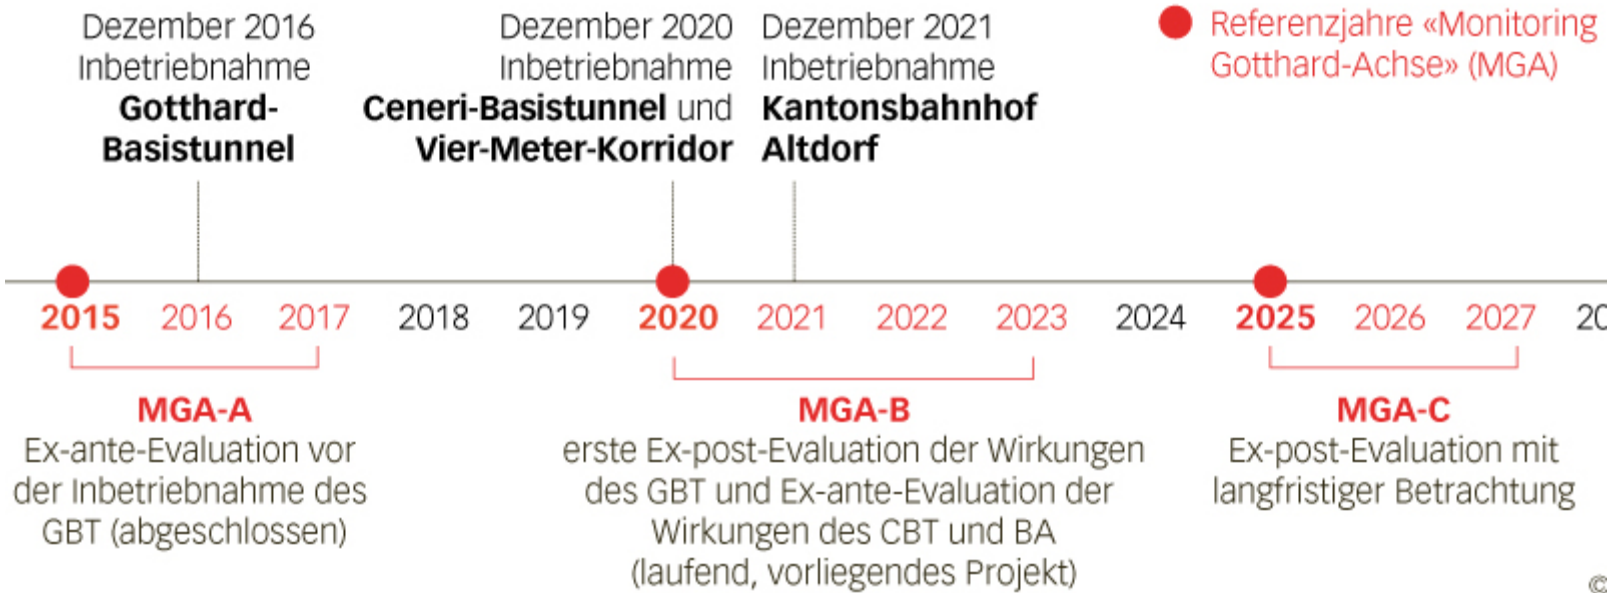 Dezember 2016
Inbetriebnahme
Gotthard-
Basistunnel
Dezember 2020
Inbetriebnahme
Ceneri-Basistunnel und
Vier-Meter-Korridor
Dezember 2021
Inbetriebnahme
Kantonsbahnhof
Altdorf
Referenzjahre «Monitoring
Gotthard-Achse» (MGA)
2015 2016 2017 2018 2019 2020 2021 2022 2023 2024 2025 2026 2027
MGA-A
Ex-ante-Evaluation vor
der Inbetriebnahme des
GBT (abgeschlossen)
MGA-B
erste Ex-post-Evaluation der Wirkungen
des GBT und Ex-ante-Evaluation der
Wirkungen des CBT und BA
(laufend, vorliegendes Projekt)
MGA-C
Ex-post-Evaluation mit
langfristiger Betrachtung
©